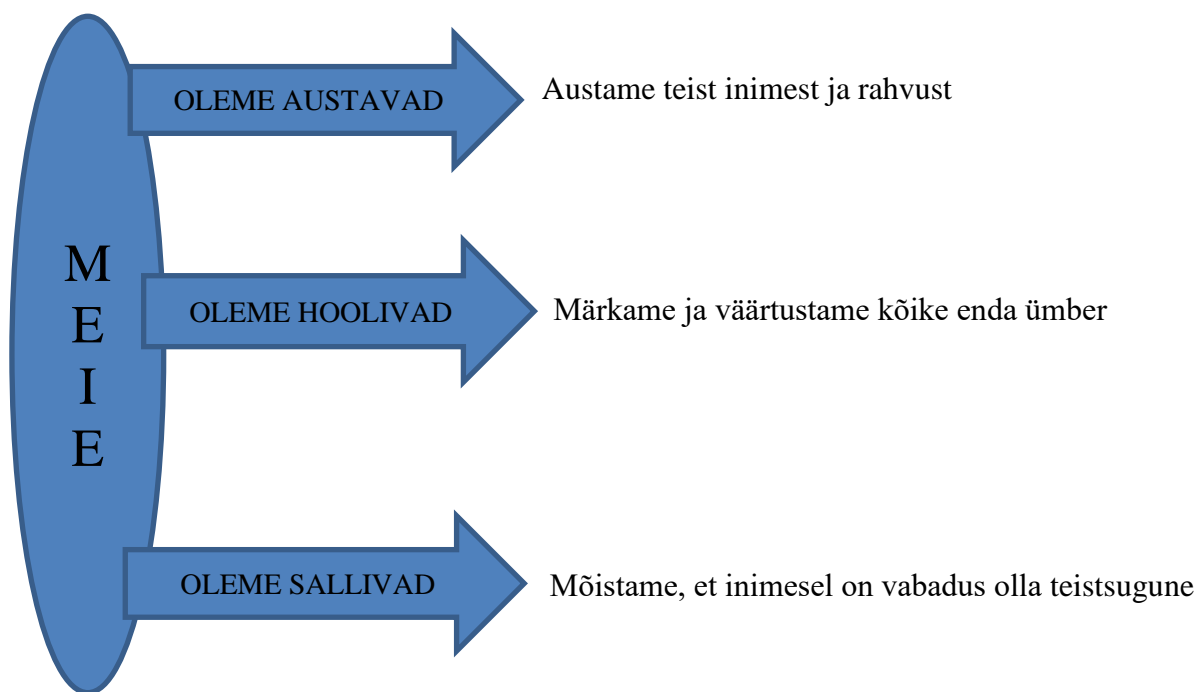 M
E
I
E
OLEME AUSTAVAD
Austame teist inimest ja rahvust
OLEME HOOLIVAD
Märkame ja väärtustame kõike enda ümber
OLEME SALLIVAD
Mõistame, et inimesel on vabadus olla teistsugune